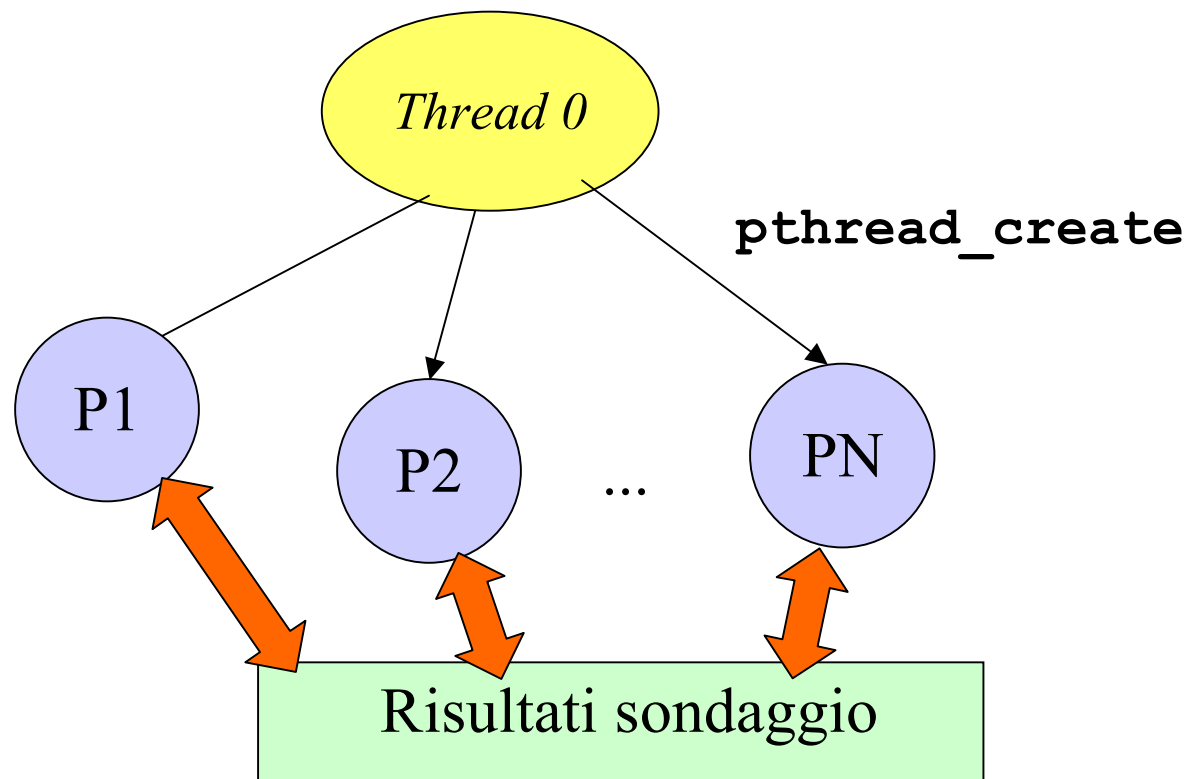 Thread 0
pthread_create
P1
P2
...
PN
Risultati sondaggio